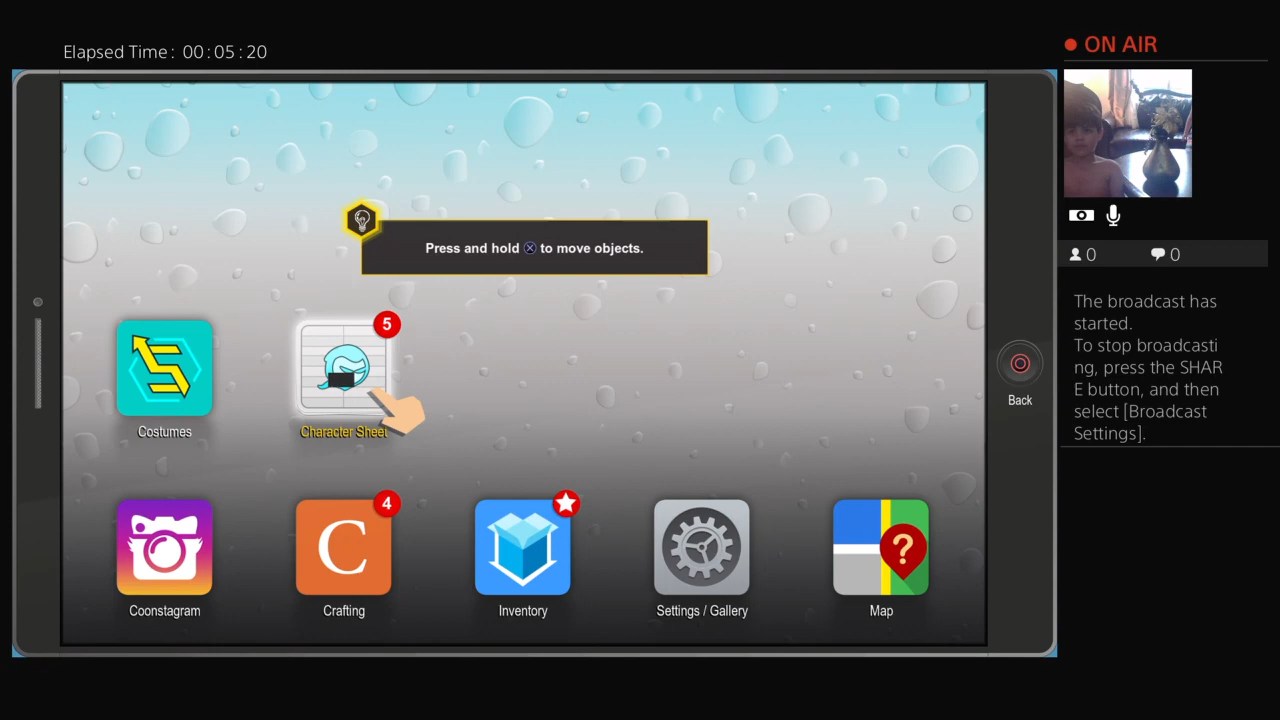 Elapsed Time: 00:05:20
ON AIR
Press and hold ⓧ to move objects.
0
0
The broadcast has
started.
To stop broadcasti
ng, press the SHAR
E button, and then
select [Broadcast
Settings].
Back
5
Costumes
Character Sheet
4
C
?
Coonstagram
Crafting
Inventory
Settings / Gallery
Map